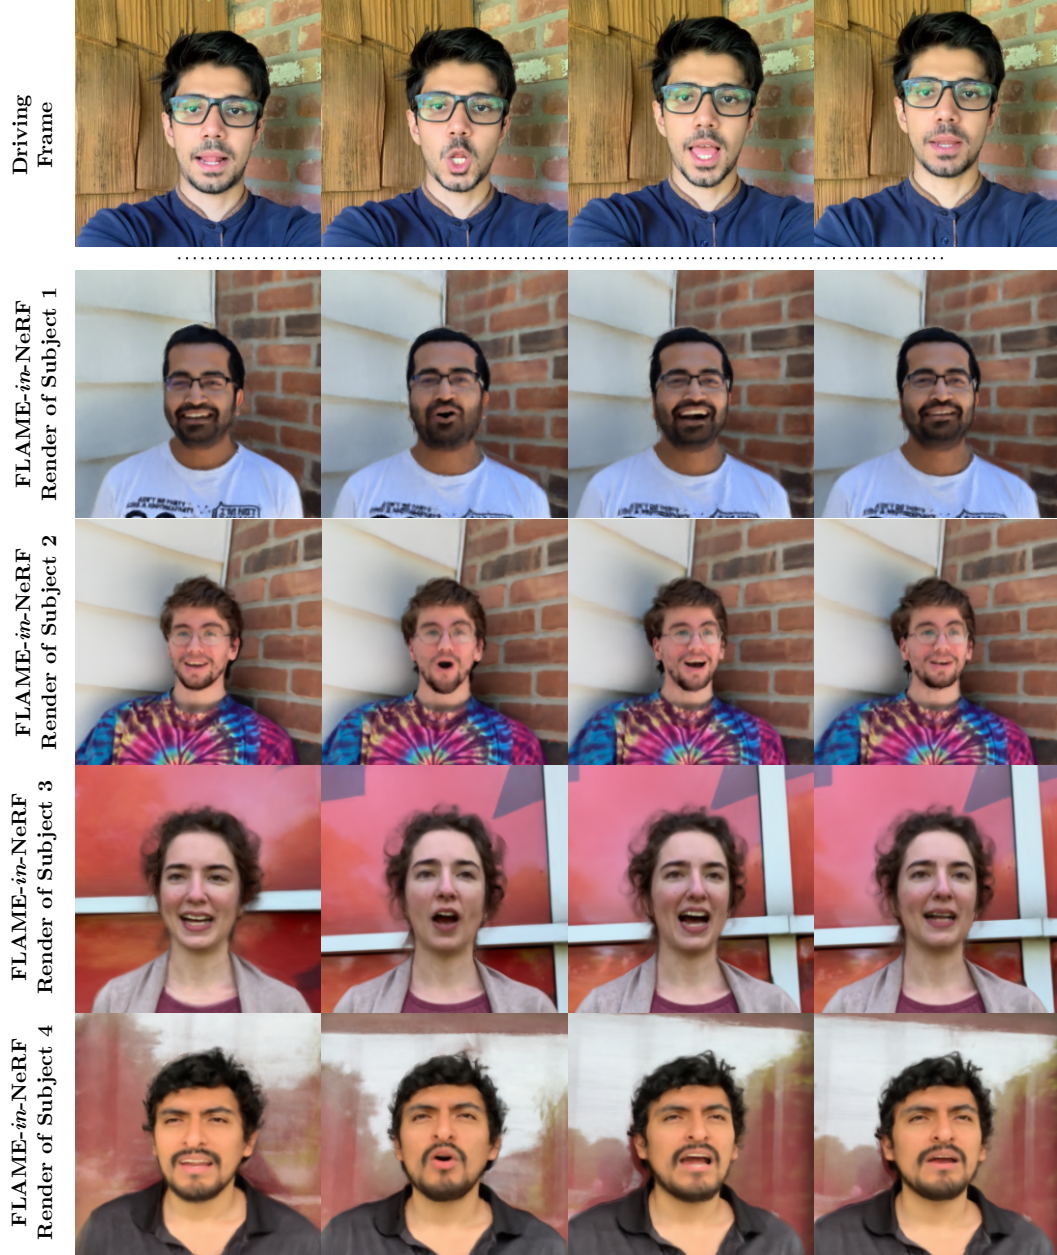 Driving
Frame
FLAME-in-NeRF
Render of Subject 1
FLAME-in-NeRF
Render of Subject 2
FLAME-in-NeRF
Render of Subject 3
FLAME-in-NeRF
Render of Subject 4